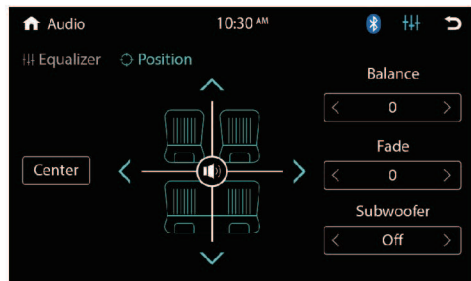 Audio
10:30 AM
Equalizer
Position
Balance
0
Fade
0
Center
Subwoofer
Off